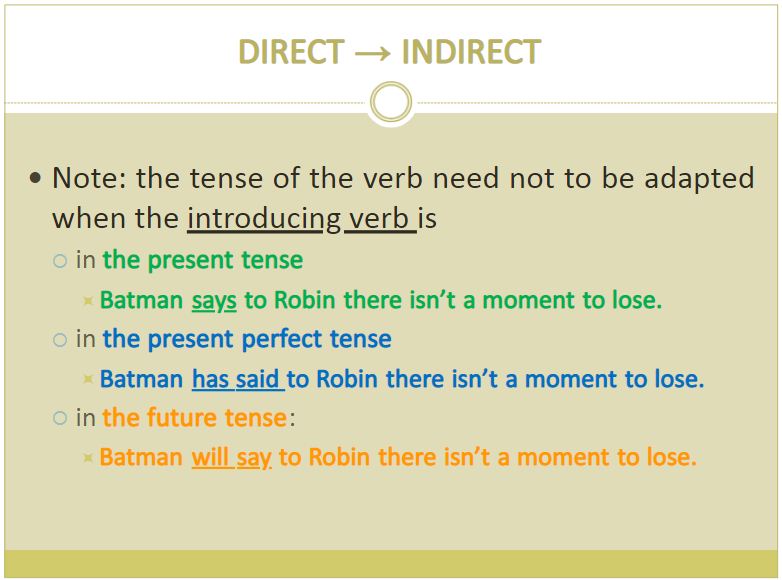 DIRECT → INDIRECT
• Note: the tense of the verb need not to be adapted
when the introducing verb is
○ in the present tense
Batman says to Robin there isn’t a moment to lose.
○ in the present perfect tense
Batman has said to Robin there isn’t a moment to lose.
○ in the future tense:
Batman will say to Robin there isn’t a moment to lose.